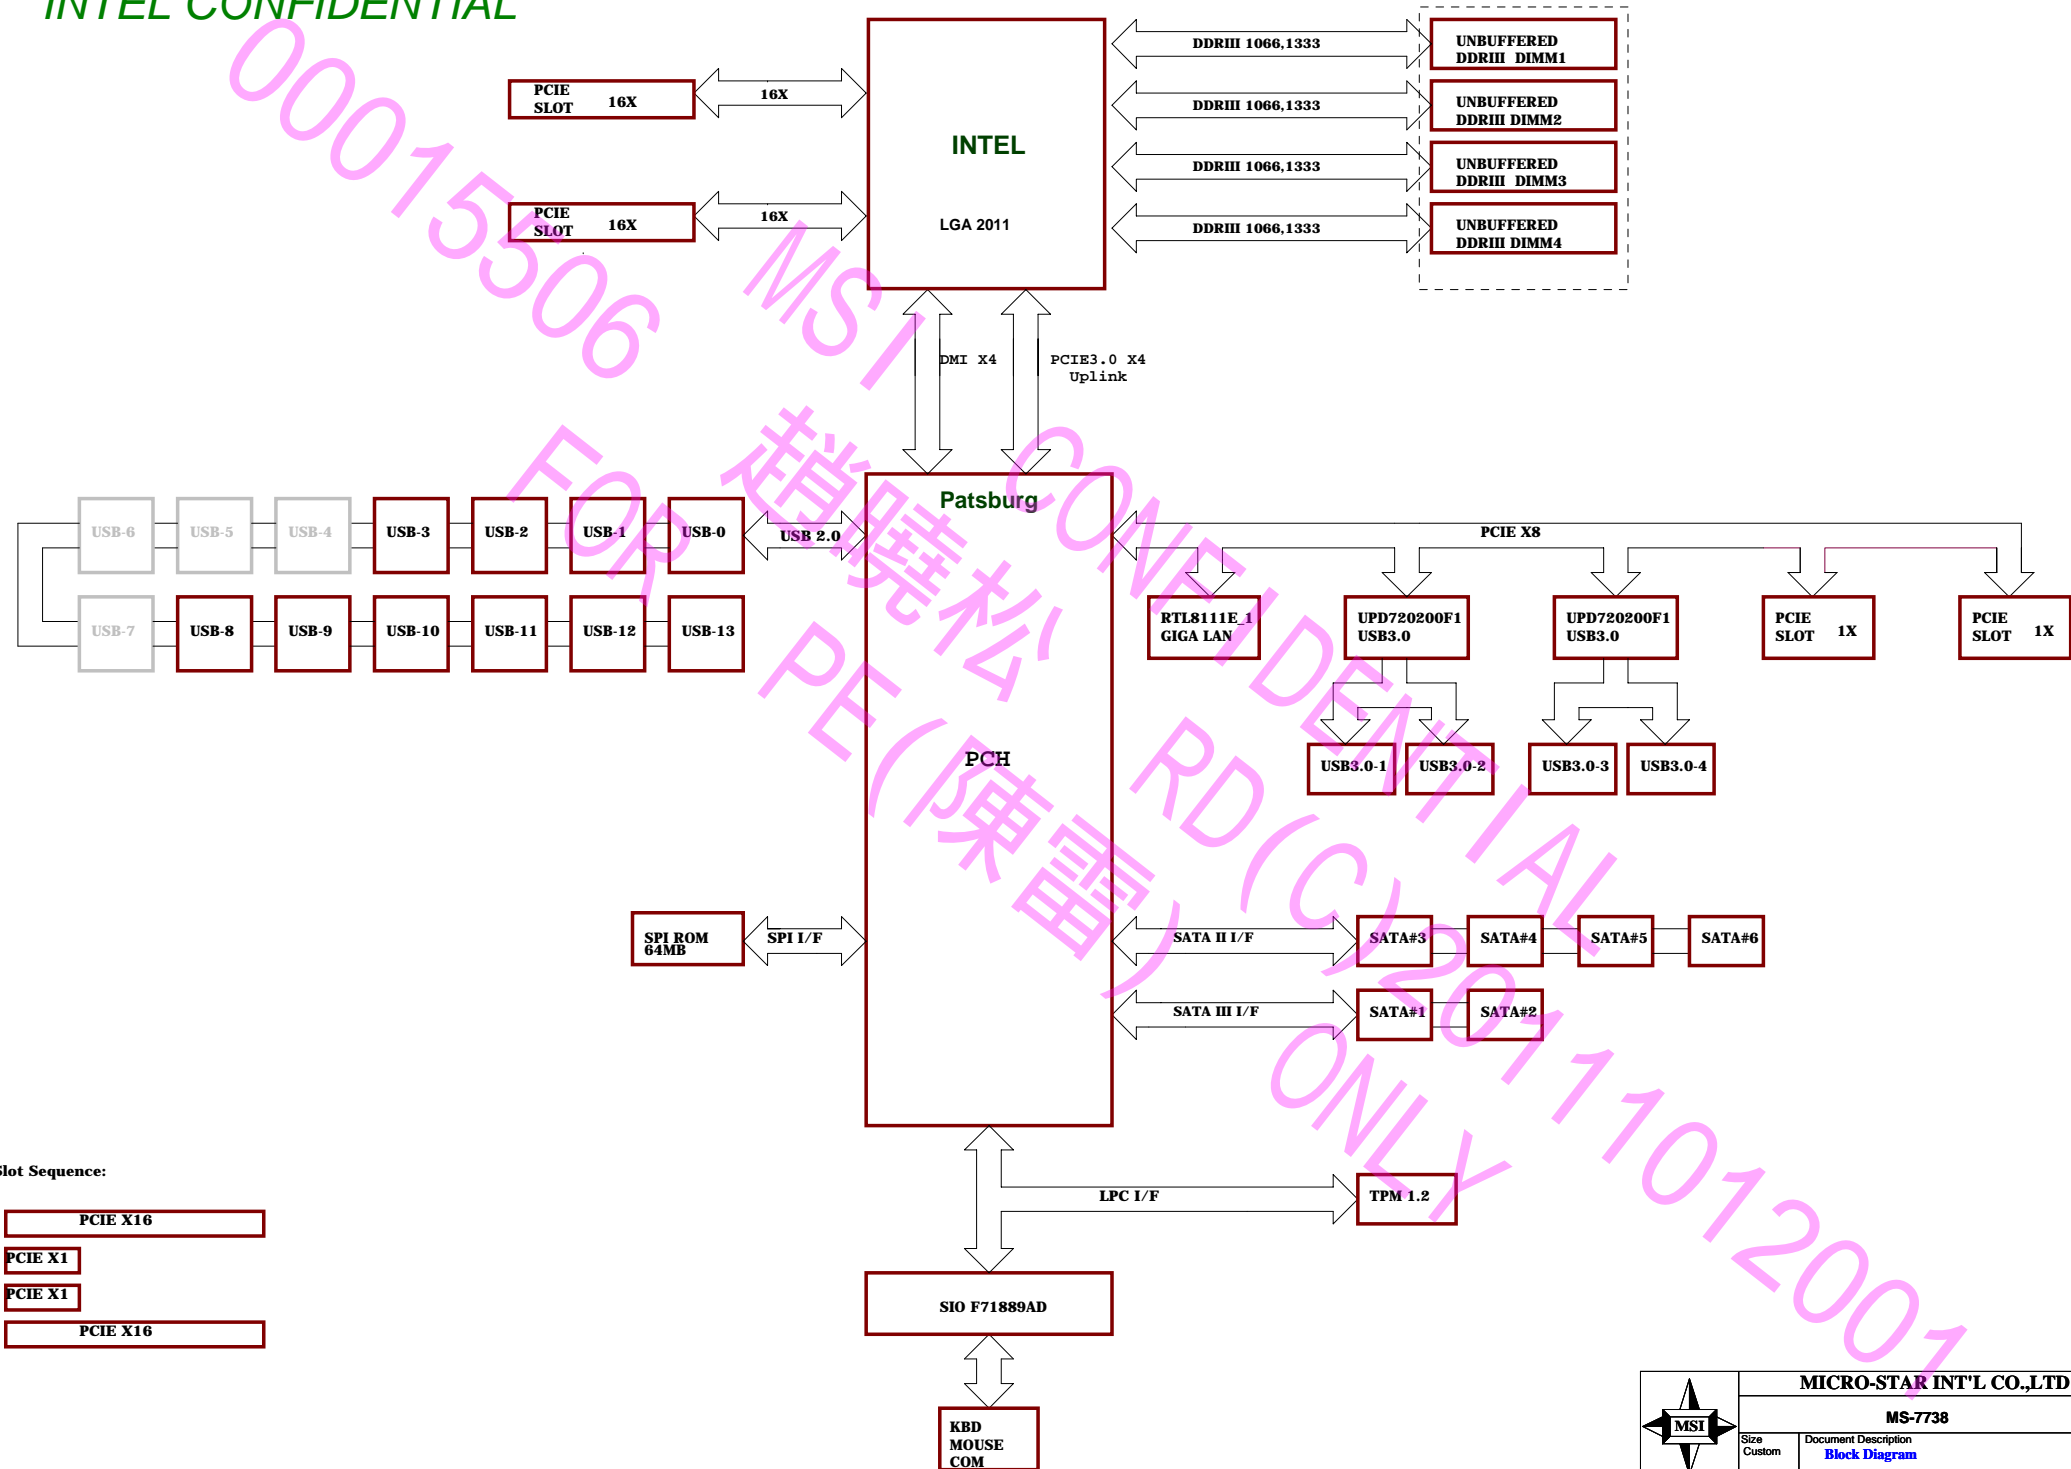 INTEL CONFIDENTIAL
PCIE
SLOT 16X
16X
PCIE
SLOT 16X
16X
INTEL
LGA 2011
DDRIII 1066,1333
UNBUFFERED
DDRIII DIMM1
DDRIII 1066,1333
UNBUFFERED
DDRIII DIMM2
DDRIII 1066,1333
UNBUFFERED
DDRIII DIMM3
DDRIII 1066,1333
UNBUFFERED
DDRIII DIMM4
DMI X4
PCIE3.0 X4
Uplink
Patsburg
PCH
USB-6
USB-5
USB-4
USB-3
USB-2
USB-1
USB-0
USB 2.0
USB-7
USB-8
USB-9
USB-10
USB-11
USB-12
USB-13
PCIE X8
RTL8111E_1
GIGA LAN
UPD720200F1
USB3.0
UPD720200F1
USB3.0
PCIE
SLOT 1X
PCIE
SLOT 1X
USB3.0-1
USB3.0-2
USB3.0-3
USB3.0-4
SPI ROM
64MB
SPI I/F
SATA II I/F
SATA#3
SATA#4
SATA#5
SATA#6
SATA III I/F
SATA#1
SATA#2
LPC I/F
TPM 1.2
SIO F71889AD
KBD
MOUSE
COM
Slot Sequence:
PCIE X16
PCIE X1
PCIE X1
PCIE X16
MSI
MICRO-STAR INT'L CO.,LTD
MS-7738
Size
Custom
Document Description
Block Diagram
00015506 MSI CONFIDENTIAL
FOR 趙曉松 RD(C)2011101 2001
PE(陳雷) ONLY